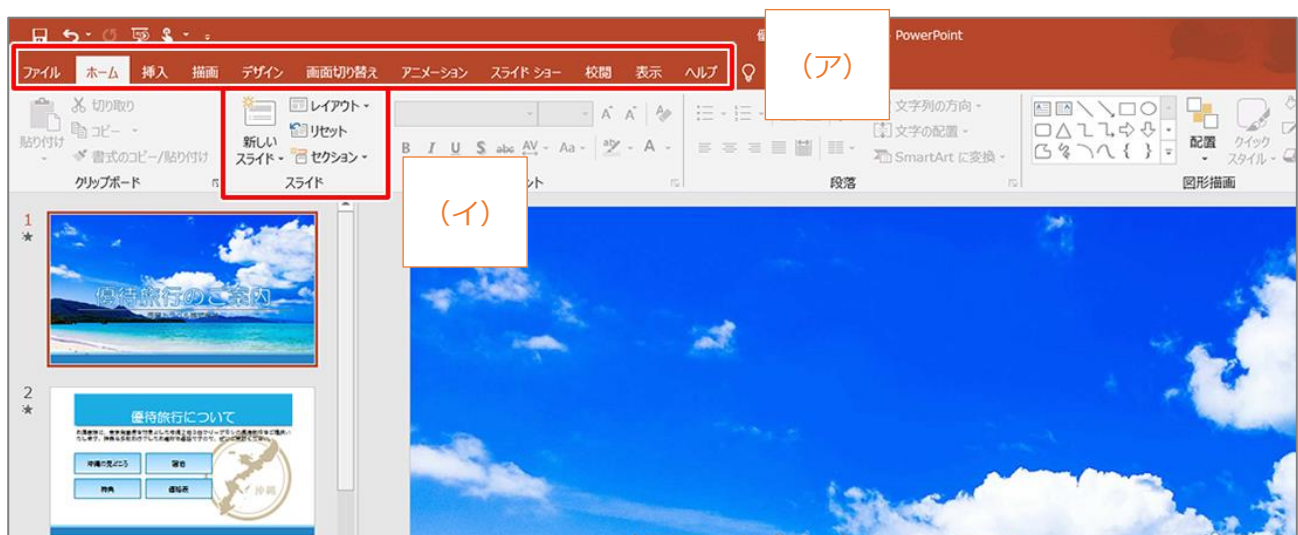 - PowerPoint
ファイル ホーム 挿入 描画 デザイン 画面切り替え アニメーション スライド ショー 校閲 表示 ヘルプ
(ア)
貼り付け
切り取り
コピー
書式のコピー/貼り付け
クリップボード
新しい
スライド
レイアウト
リセット
セクション
スライド
B I U S abc AV Aa A
(イ)
ント
文字列の方向
文字の配置
SmartArt に変換
段落
配置
クイック
スタイル
図形描画
1
優待旅行のご案内
2
優待旅行について
沖縄の見どころ
宿泊
特典
価格表
沖縄